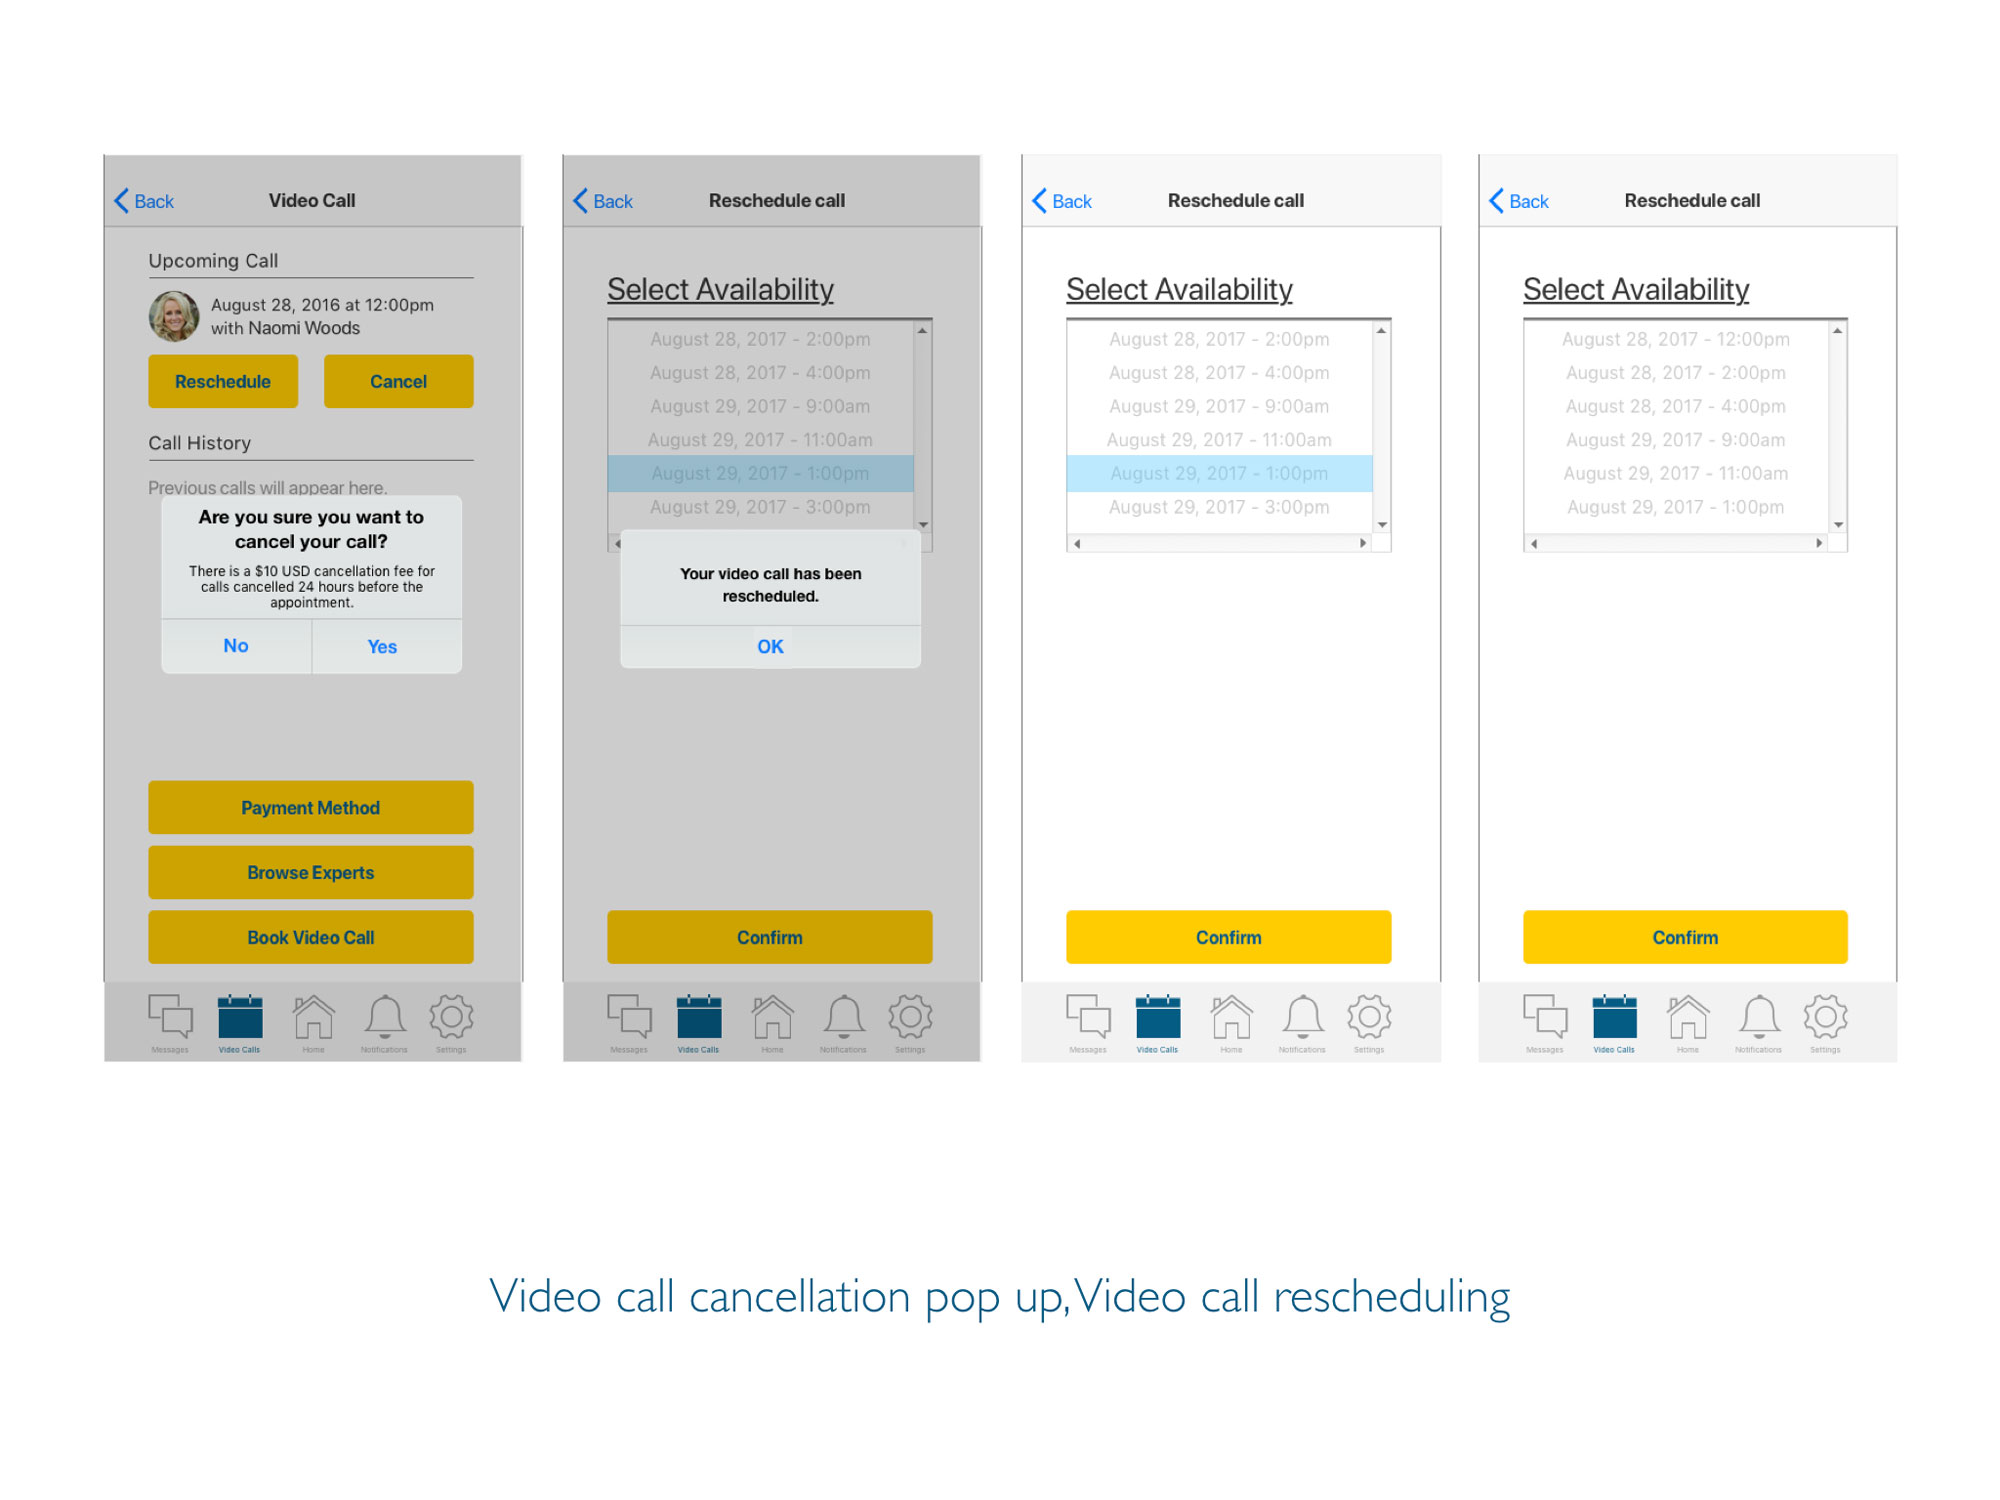 Back
Video Call
Upcoming Call
August 28, 2016 at 12:00pm
with Naomi Woods
Reschedule
Cancel
Call History
Previous calls will appear here.
Are you sure you want to
cancel your call?
There is a $10 USD cancellation fee for
calls cancelled 24 hours before the
appointment.
No
Yes
Payment Method
Browse Experts
Book Video Call
Messages
Video Calls
Home
Notifications
Settings
Back
Reschedule call
Select Availability
August 28, 2017 - 2:00pm
August 28, 2017 - 4:00pm
August 29, 2017 - 9:00am
August 29, 2017 - 11:00am
August 29, 2017 - 1:00pm
August 29, 2017 - 3:00pm
Your video call has been
rescheduled.
OK
Confirm
Messages
Video Calls
Home
Notifications
Settings
Back
Reschedule call
Select Availability
August 28, 2017 - 2:00pm
August 28, 2017 - 4:00pm
August 29, 2017 - 9:00am
August 29, 2017 - 11:00am
August 29, 2017 - 1:00pm
August 29, 2017 - 3:00pm
Confirm
Messages
Video Calls
Home
Notifications
Settings
Back
Reschedule call
Select Availability
August 28, 2017 - 12:00pm
August 28, 2017 - 2:00pm
August 28, 2017 - 4:00pm
August 29, 2017 - 9:00am
August 29, 2017 - 11:00am
August 29, 2017 - 1:00pm
Confirm
Messages
Video Calls
Home
Notifications
Settings
Video call cancellation pop up, Video call rescheduling